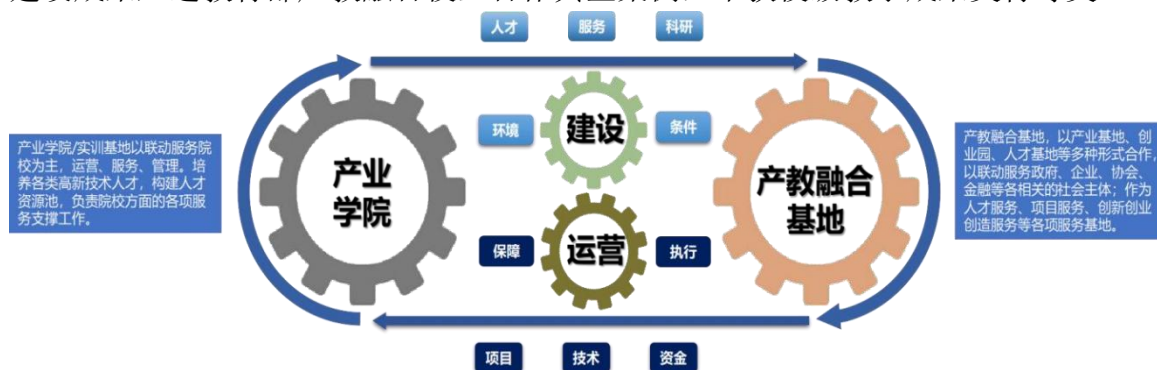 人才
服务
科研
环境
建设
条件
产业学院/实训基地以联动服务院
校为主，运营、服务、管理。培
养各类高新技术人才，构建人才
资源池，负责院校方面的各项服
务支撑工作。
产业
学院
产教融合
基地
产教融合基地，以产业基地、创
业园、人才基地等多种形式合作，
以联动服务政府、企业、协会、
金融等各相关的社会主体；作为
人才服务、项目服务、创新创业
创造服务等各项服务基地。
保障
运营
执行
项目
技术
资金